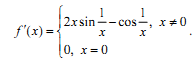 f′(x) = { 2x sin 1/x − cos 1/x, x ≠ 0
0, x = 0 .